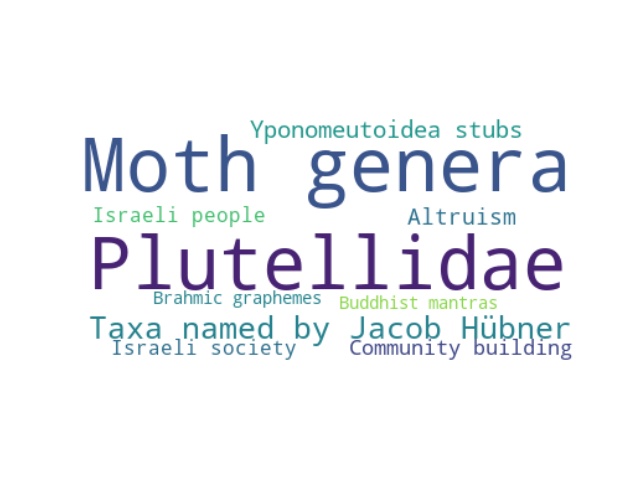 Yponomeutoidea stubs
Moth genera
Israeli people
Altruism
Plutellidae
Brahmic graphemes
Buddhist mantras
Taxa named by Jacob Hübner
Israeli society
Community building